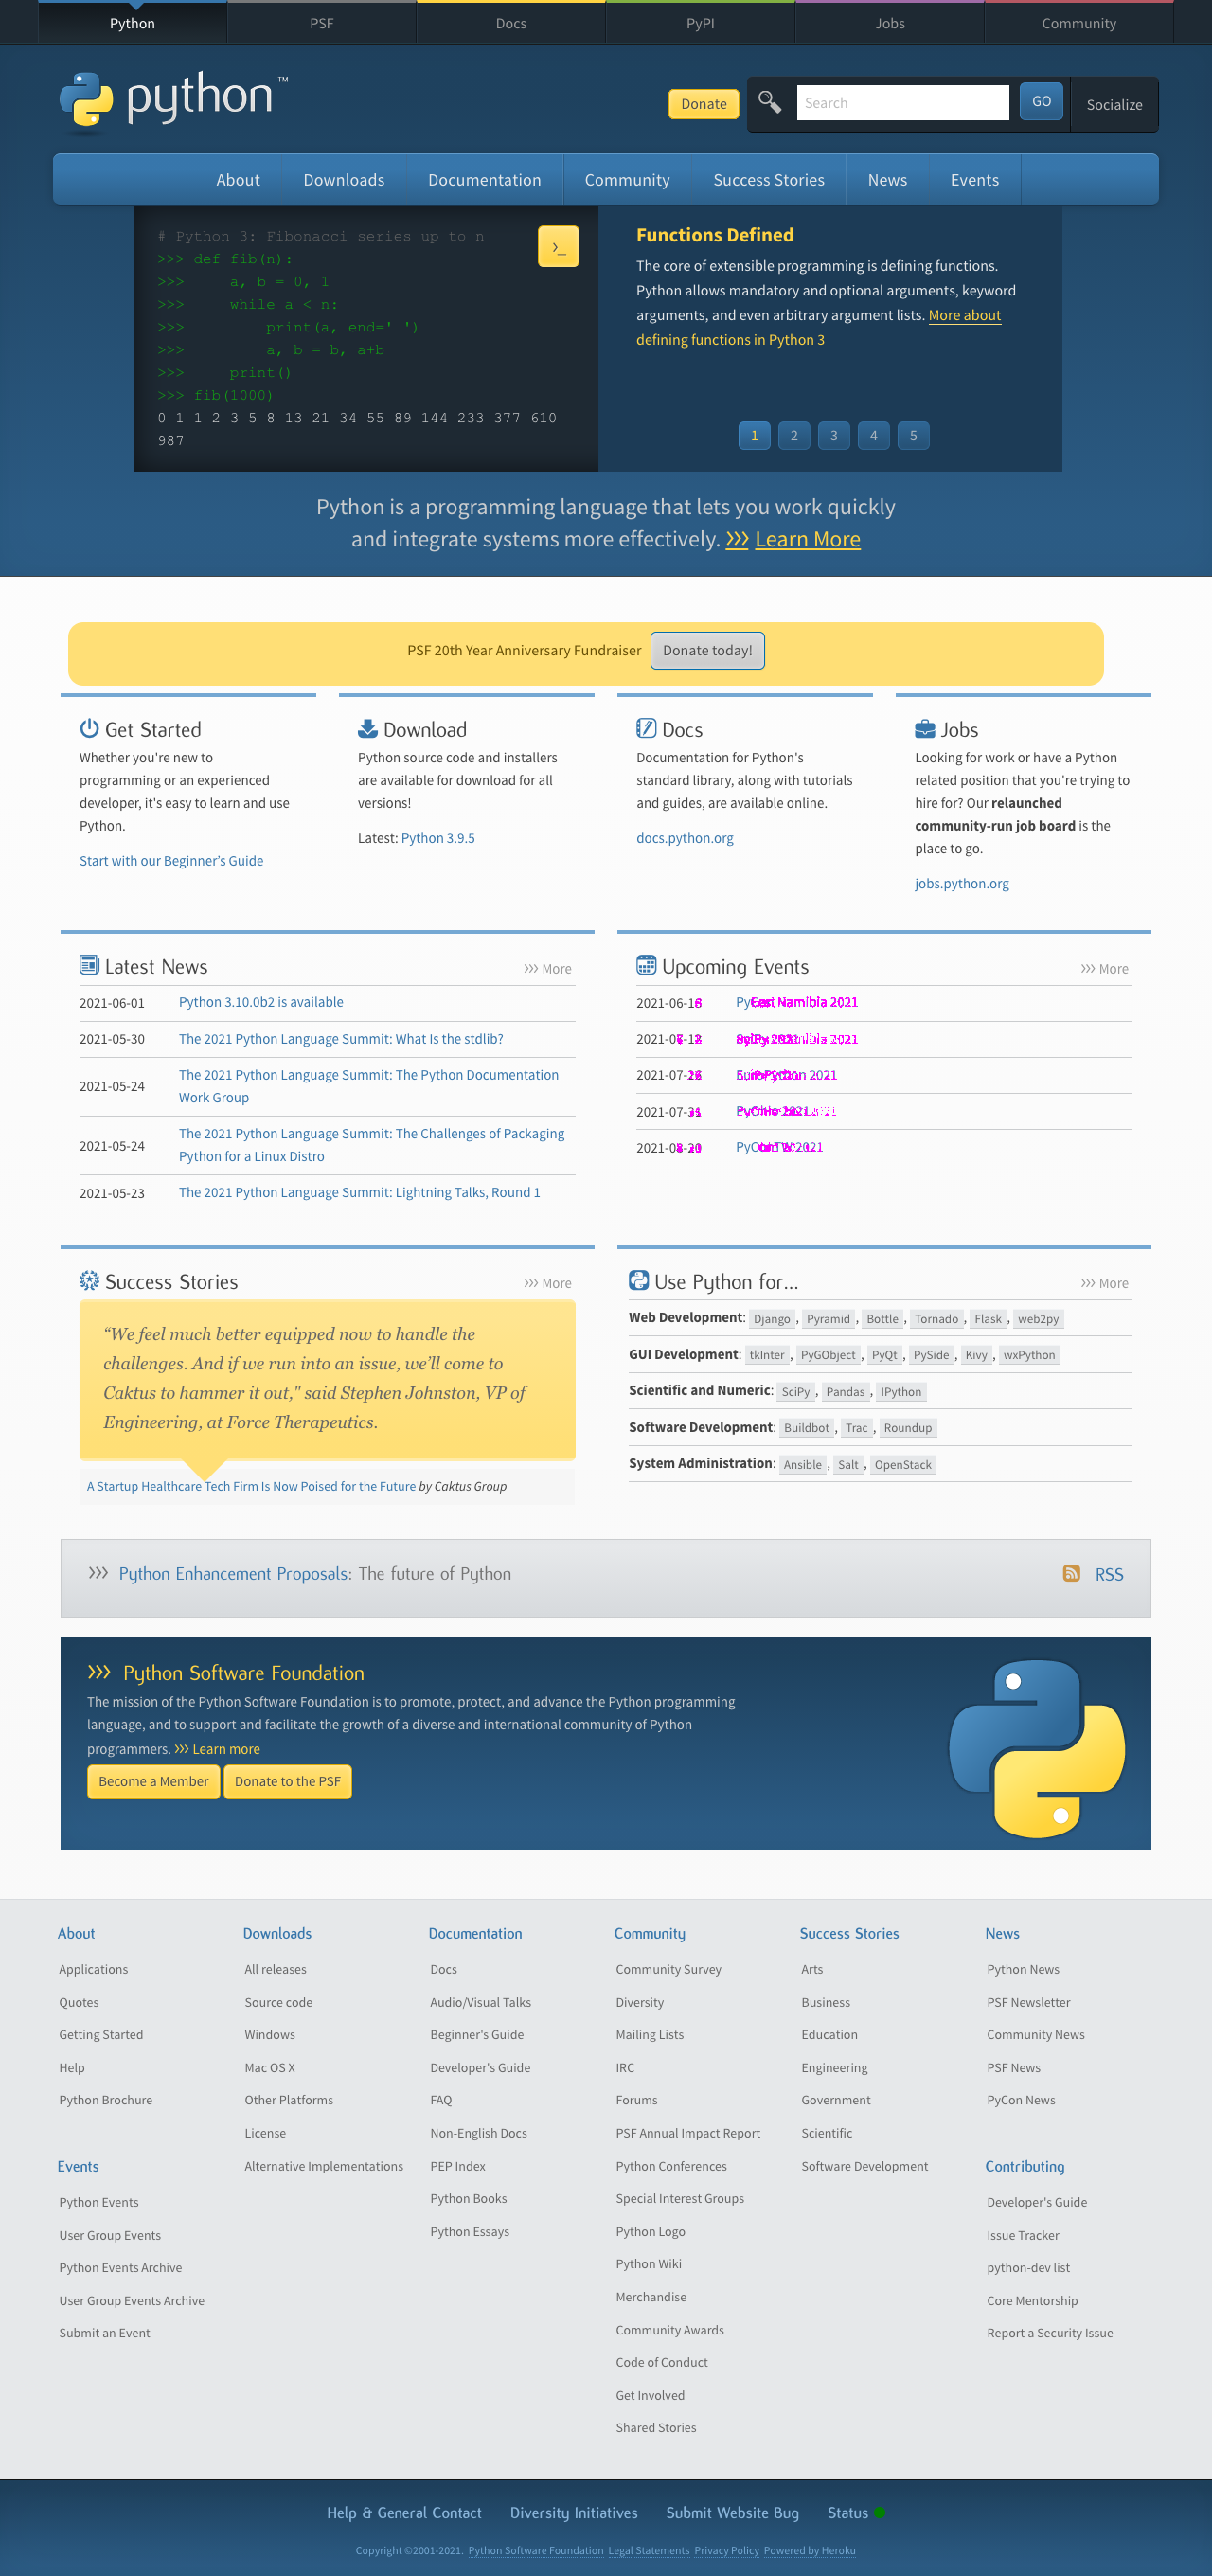 Python
PSF
Docs
PyPI
Jobs
Community
python™
Donate
Search
GO
Socialize
About
Downloads
Documentation
Community
Success Stories
News
Events
# Python 3: Fibonacci series up to n
>>> def fib(n):
>>>     a, b = 0, 1
>>>     while a < n:
>>>         print(a, end=' ')
>>>         a, b = b, a+b
>>>     print()
>>> fib(1000)
0 1 1 2 3 5 8 13 21 34 55 89 144 233 377 610
987
>_
Functions Defined
The core of extensible programming is defining functions.
Python allows mandatory and optional arguments, keyword
arguments, and even arbitrary argument lists. More about
defining functions in Python 3
1 2 3 4 5
Python is a programming language that lets you work quickly
and integrate systems more effectively. >>> Learn More
PSF 20th Year Anniversary Fundraiser Donate today!
Get Started
Whether you're new to
programming or an experienced
developer, it's easy to learn and use
Python.
Start with our Beginner's Guide
Download
Python source code and installers
are available for download for all
versions!
Latest: Python 3.9.5
Docs
Documentation for Python's
standard library, along with tutorials
and guides, are available online.
docs.python.org
Jobs
Looking for work or have a Python
related position that you're trying to
hire for? Our relaunched
community-run job board is the
place to go.
jobs.python.org
Latest News
>>> More
2021-06-01 Python 3.10.0b2 is available
2021-05-30 The 2021 Python Language Summit: What Is the stdlib?
2021-05-24 The 2021 Python Language Summit: The Python Documentation
Work Group
2021-05-24 The 2021 Python Language Summit: The Challenges of Packaging
Python for a Linux Distro
2021-05-23 The 2021 Python Language Summit: Lightning Talks, Round 1
Upcoming Events
>>> More
Namibia 2021
2021
2021
2021
2021
Success Stories
>>> More
“We feel much better equipped now to handle the
challenges. And if we run into an issue, we’ll come to
Caktus to hammer it out," said Stephen Johnston, VP of
Engineering, at Force Therapeutics.
A Startup Healthcare Tech Firm Is Now Poised for the Future by Caktus Group
Use Python for…
>>> More
Web Development: Django, Pyramid, Bottle, Tornado, Flask, web2py
GUI Development: tkInter, PyGObject, PyQt, PySide, Kivy, wxPython
Scientific and Numeric: SciPy, Pandas, IPython
Software Development: Buildbot, Trac, Roundup
System Administration: Ansible, Salt, OpenStack
>>> Python Enhancement Proposals: The future of Python
RSS
>>> Python Software Foundation
The mission of the Python Software Foundation is to promote, protect, and advance the Python programming
language, and to support and facilitate the growth of a diverse and international community of Python
programmers. >>> Learn more
Become a Member
Donate to the PSF
About
Applications
Quotes
Getting Started
Help
Python Brochure
Events
Python Events
User Group Events
Python Events Archive
User Group Events Archive
Submit an Event
Downloads
All releases
Source code
Windows
Mac OS X
Other Platforms
License
Alternative Implementations
Documentation
Docs
Audio/Visual Talks
Beginner's Guide
Developer's Guide
FAQ
Non-English Docs
PEP Index
Python Books
Python Essays
Community
Community Survey
Diversity
Mailing Lists
IRC
Forums
PSF Annual Impact Report
Python Conferences
Special Interest Groups
Python Logo
Python Wiki
Merchandise
Community Awards
Code of Conduct
Get Involved
Shared Stories
Success Stories
Arts
Business
Education
Engineering
Government
Scientific
Software Development
News
Python News
PSF Newsletter
Community News
PSF News
PyCon News
Contributing
Developer's Guide
Issue Tracker
python-dev list
Core Mentorship
Report a Security Issue
Help & General Contact
Diversity Initiatives
Submit Website Bug
Status
Copyright ©2001-2021. Python Software Foundation Legal Statements Privacy Policy Powered by Heroku